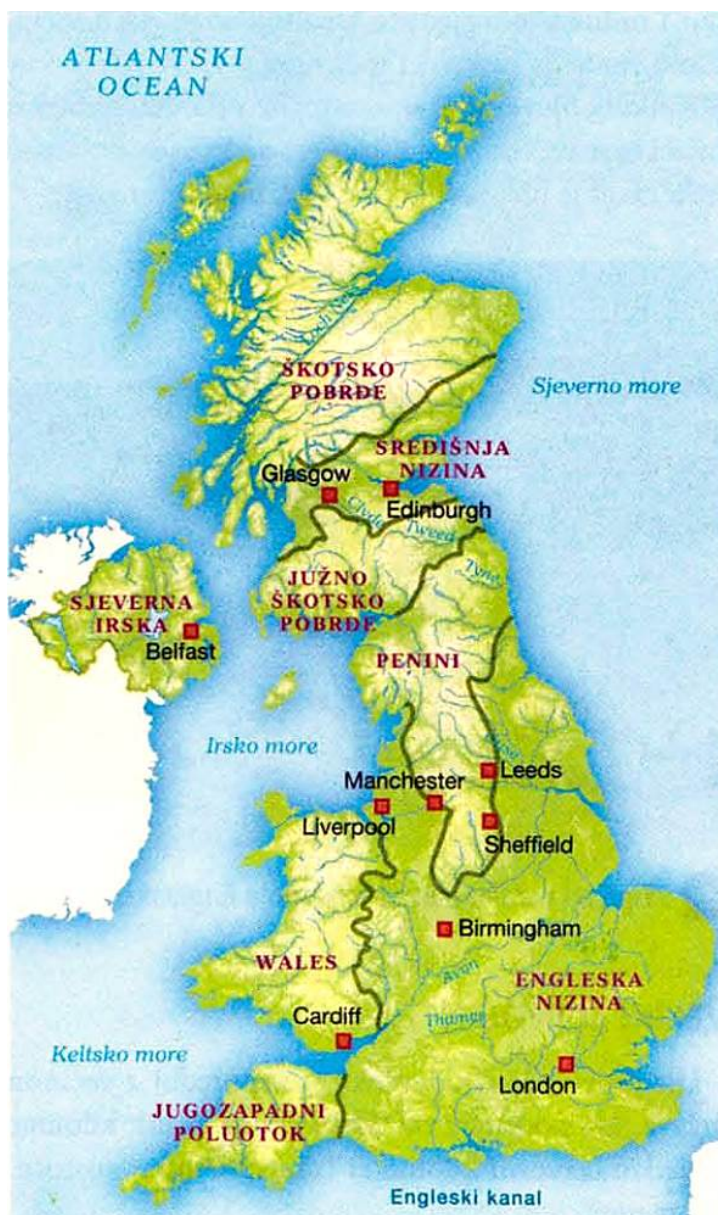 ATLANTSKI
OCEAN
ŠKOTSKO
POBRĐE
Sjeverno more
SREDIŠNJA
NIZINA
Glasgow
Edinburgh
Clyde
Tweed
Tyne
JUŽNO
ŠKOTSKO
POBRĐE
SJEVERNA
IRSKA
Belfast
PENINI
Irsko more
Leeds
Manchester
Liverpool
Sheffield
Birmingham
WALES
Avon
ENGLESKA
NIZINA
Cardiff
Thames
Keltsko more
London
JUGOZAPADNI
POLUOTOK
Engleski kanal